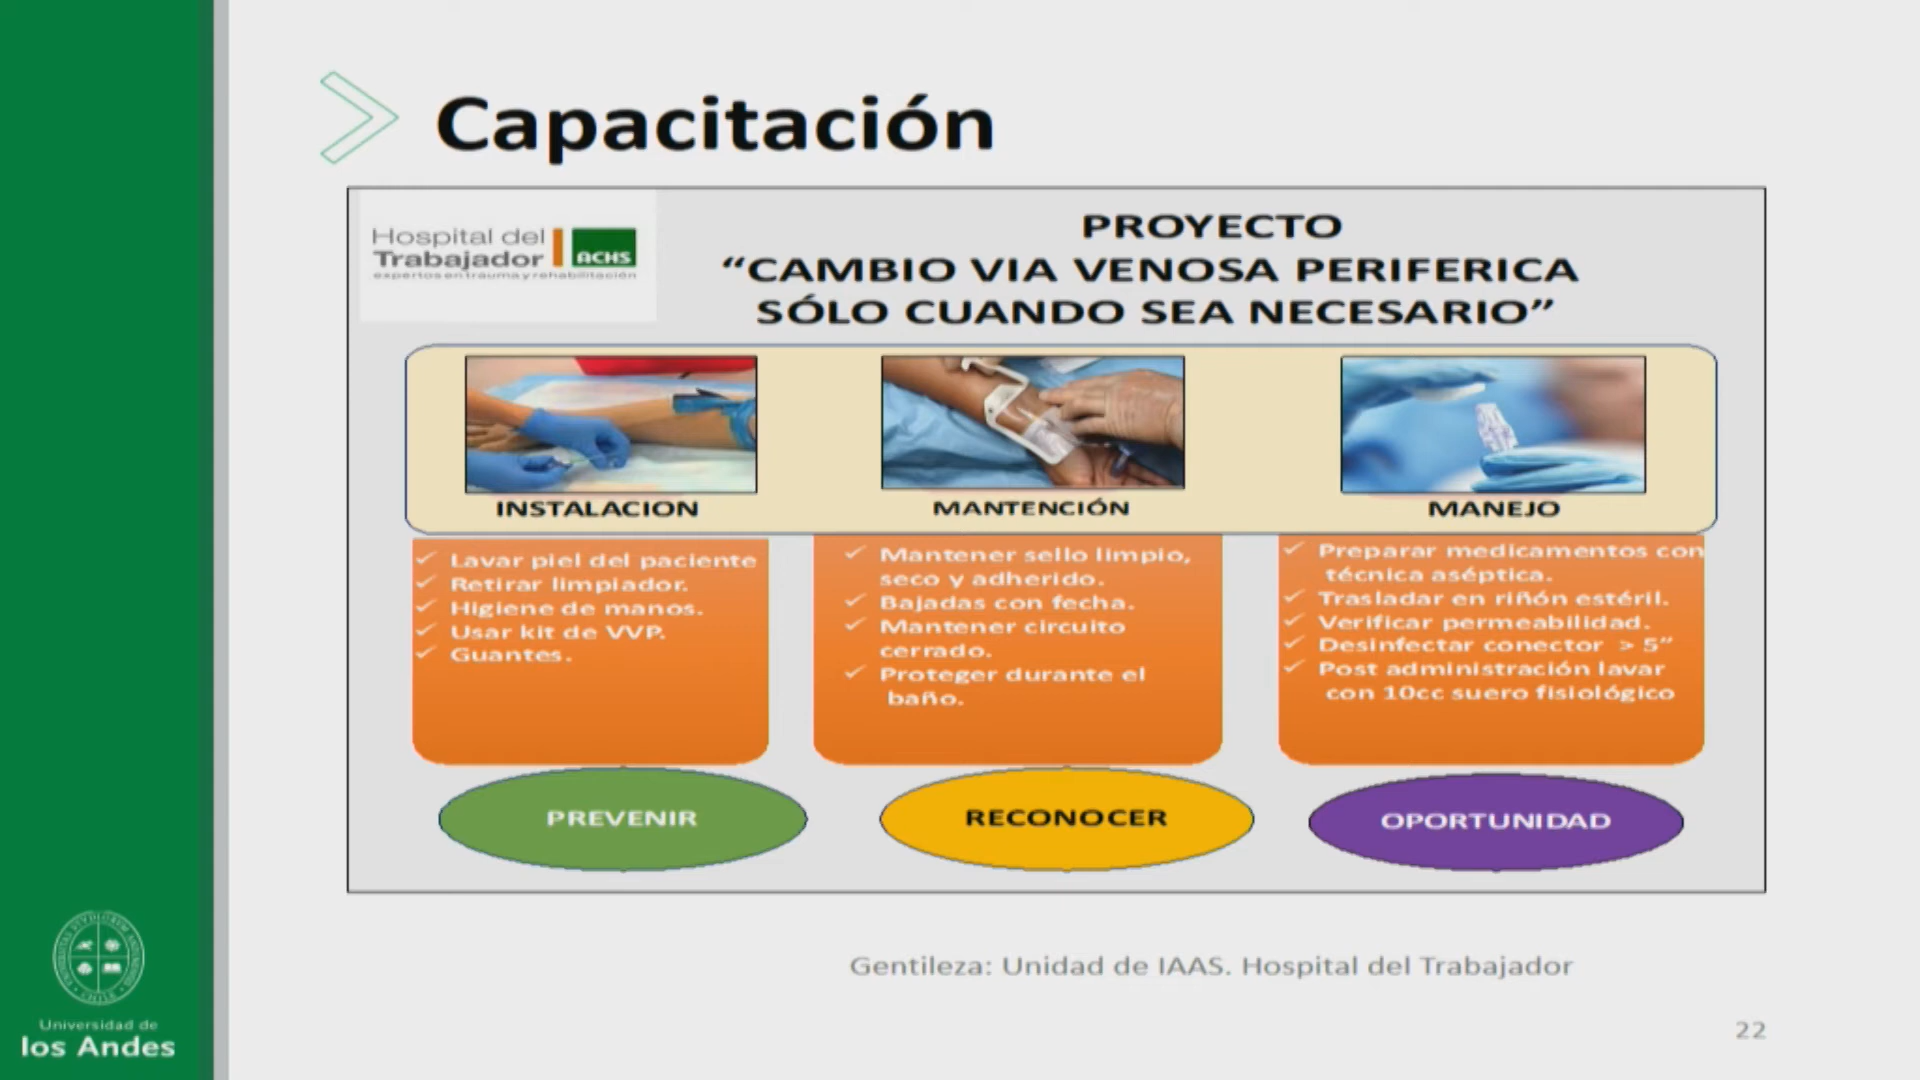 Capacitación
Hospital del
Trabajador
expertos en trauma y rehabilitación
ACHS
PROYECTO
“CAMBIO VIA VENOSA PERIFERICA
SÓLO CUANDO SEA NECESARIO”
INSTALACION
✓ Lavar piel del paciente
✓ Retirar limpiador.
✓ Higiene de manos.
✓ Usar kit de VVP.
✓ Guantes.
PREVENIR
MANTENCIÓN
✓ Mantener sello limpio,
seco y adherido.
✓ Bajadas con fecha.
✓ Mantener circuito
cerrado.
✓ Proteger durante el
baño.
RECONOCER
MANEJO
✓ Preparar medicamentos con
técnica aséptica.
✓ Trasladar en riñón estéril.
✓ Verificar permeabilidad.
✓ Desinfectar conector > 5”
✓ Post administración lavar
con 10cc suero fisiológico
OPORTUNIDAD
Gentileza: Unidad de IAAS. Hospital del Trabajador
22
Universidad de
los Andes